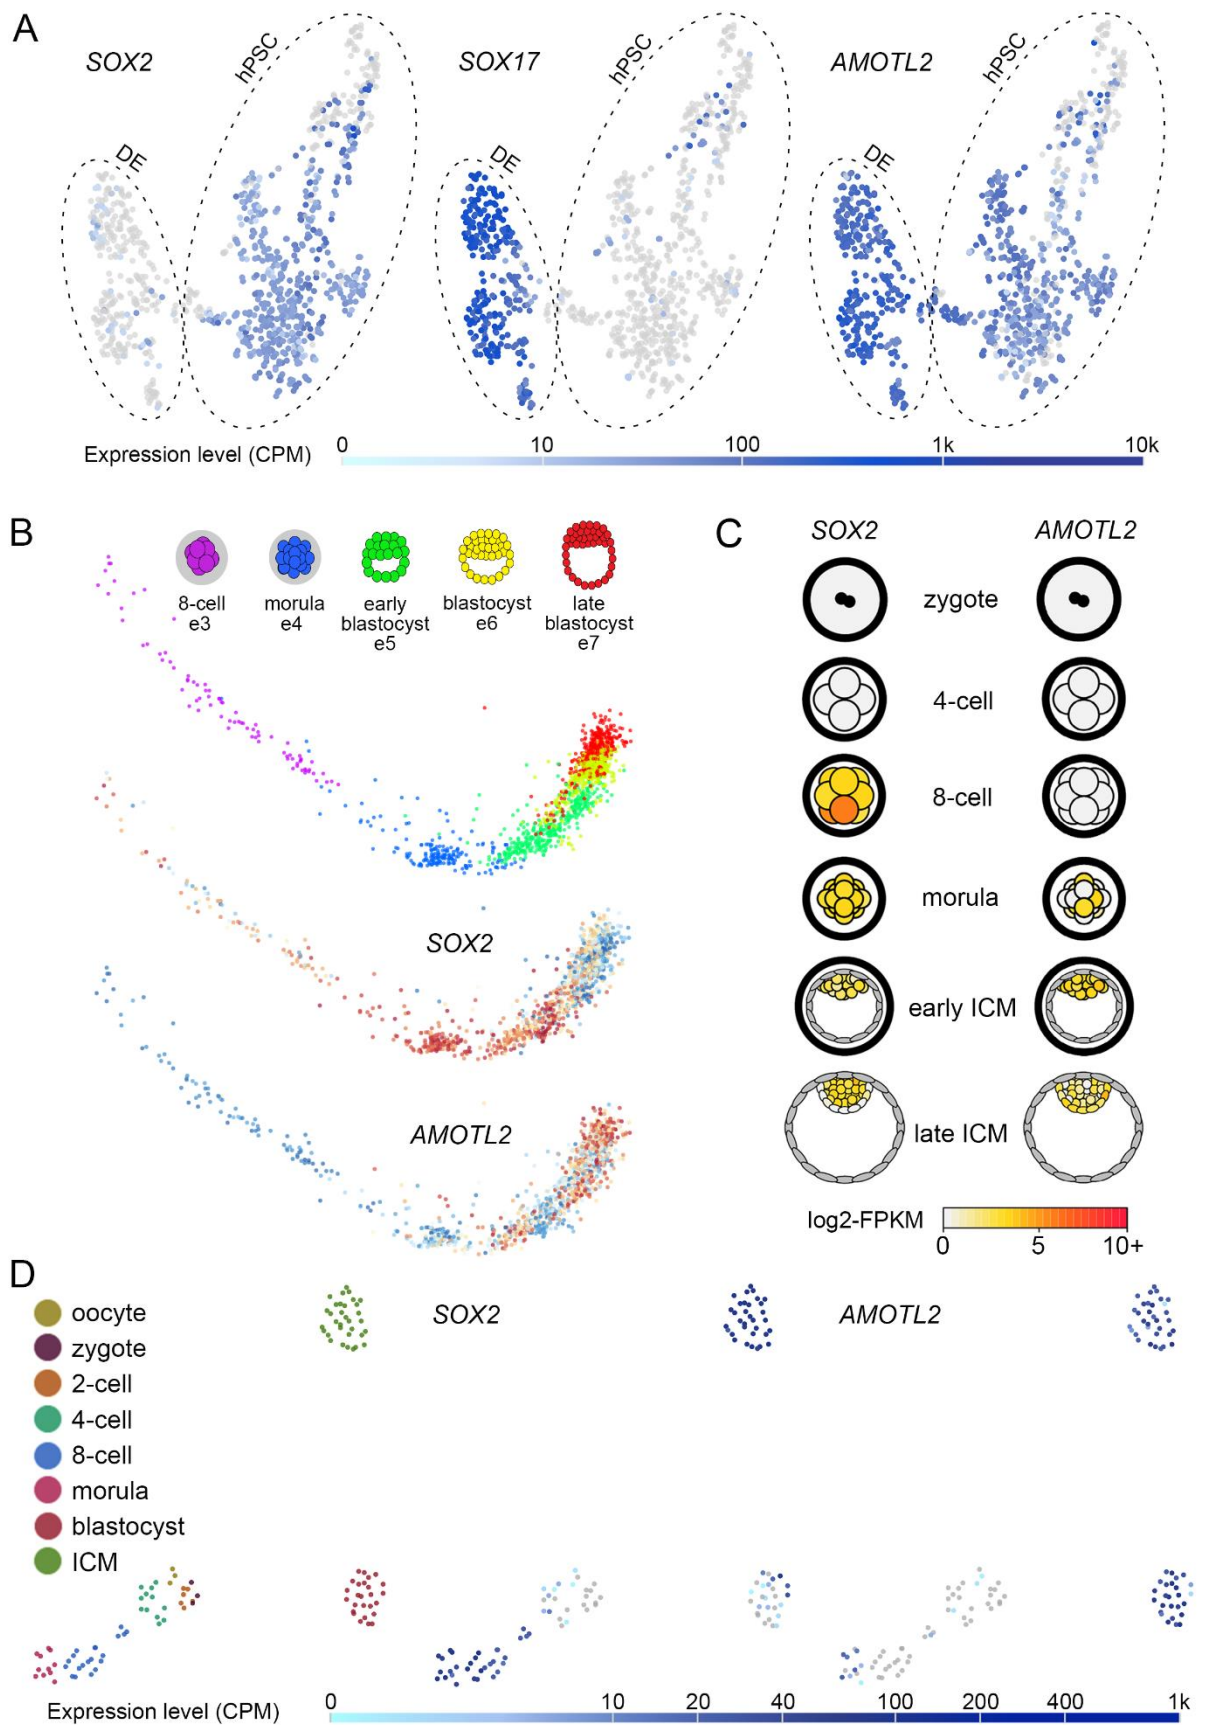 A
SOX2
hPSC
DE
SOX17
hPSC
DE
AMOTL2
hPSC
DE
Expression level (CPM)
0 10 100 1k 10k
B
8-cell
e3
morula
e4
early
blastocyst
e5
blastocyst
e6
late
blastocyst
e7
SOX2
AMOTL2
C
SOX2 AMOTL2
zygote
4-cell
8-cell
morula
early ICM
late ICM
log2-FPKM
0 5 10+
D
oocyte
zygote
2-cell
4-cell
8-cell
morula
blastocyst
ICM
SOX2
AMOTL2
Expression level (CPM)
0 10 20 40 100 200 400 1k